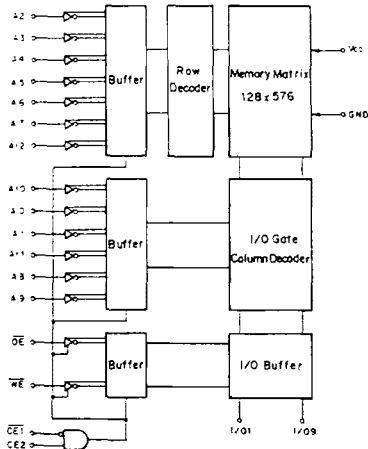 A2
A3
A4
A5
A6
A7
A12
Buffer
Row
Decoder
Memory Matrix
128 x 576
Vcc
GND
A10
A0
A1
A11
A8
A9
Buffer
I/O Gate
Column Decoder
OE
WE
Buffer
I/O Buffer
CE1
CE2
I/O1
I/O9